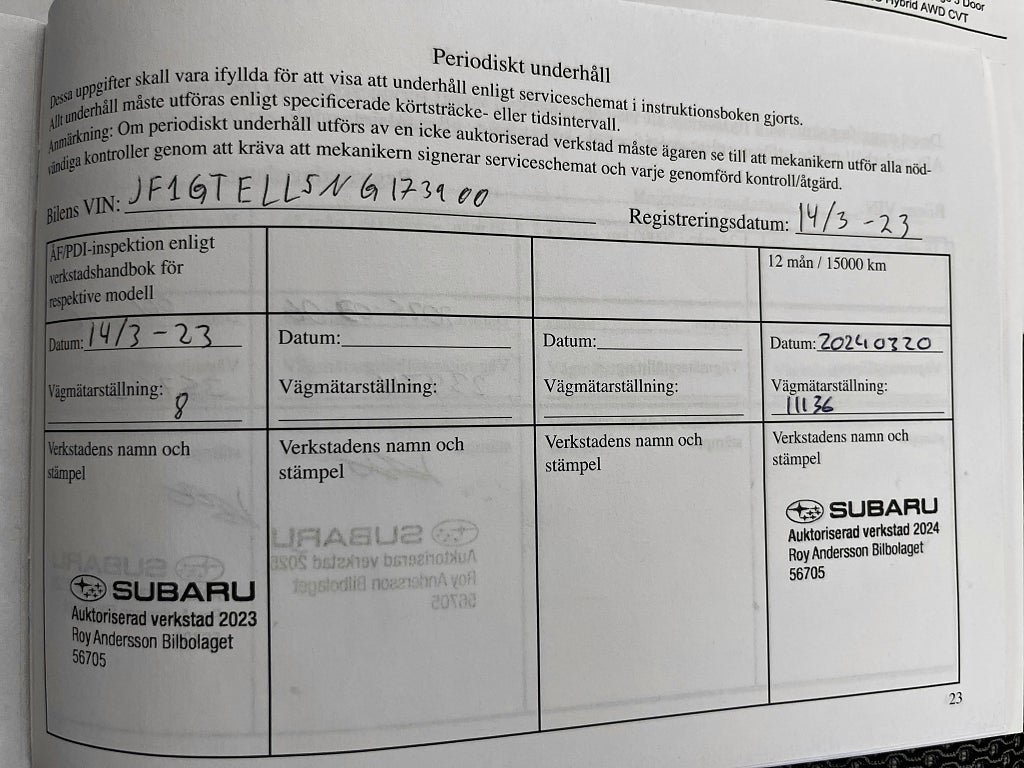 5 Door
Hybrid AWD CVT
Periodiskt underhåll
Dessa uppgifter skall vara ifyllda för att visa att underhåll enligt serviceschemat i instruktionsboken gjorts.
Allt underhåll måste utföras enligt specificerade körtsträcke- eller tidsintervall.
Anmärkning: Om periodiskt underhåll utförs av en icke auktoriserad verkstad måste ägaren se till att mekanikern utför alla nöd-
vändiga kontroller genom att kräva att mekanikern signerar serviceschemat och varje genomförd kontroll/åtgärd.
Bilens VIN: JF1GTELL5NG173900
Registreringsdatum: 14/3-23
ÅF/PDI-inspektion enligt
verkstadshandbok för
respektive modell
12 mån / 15000 km
Datum: 14/3-23
Datum:
Datum:
Datum: 20240320
Vägmätarställning:
8
Vägmätarställning:
Vägmätarställning:
Vägmätarställning:
11136
Verkstadens namn och
stämpel
SUBARU
Auktoriserad verkstad 2023
Roy Andersson Bilbolaget
56705
Verkstadens namn och
stämpel
Verkstadens namn och
stämpel
Verkstadens namn och
stämpel
SUBARU
Auktoriserad verkstad 2024
Roy Andersson Bilbolaget
56705
23